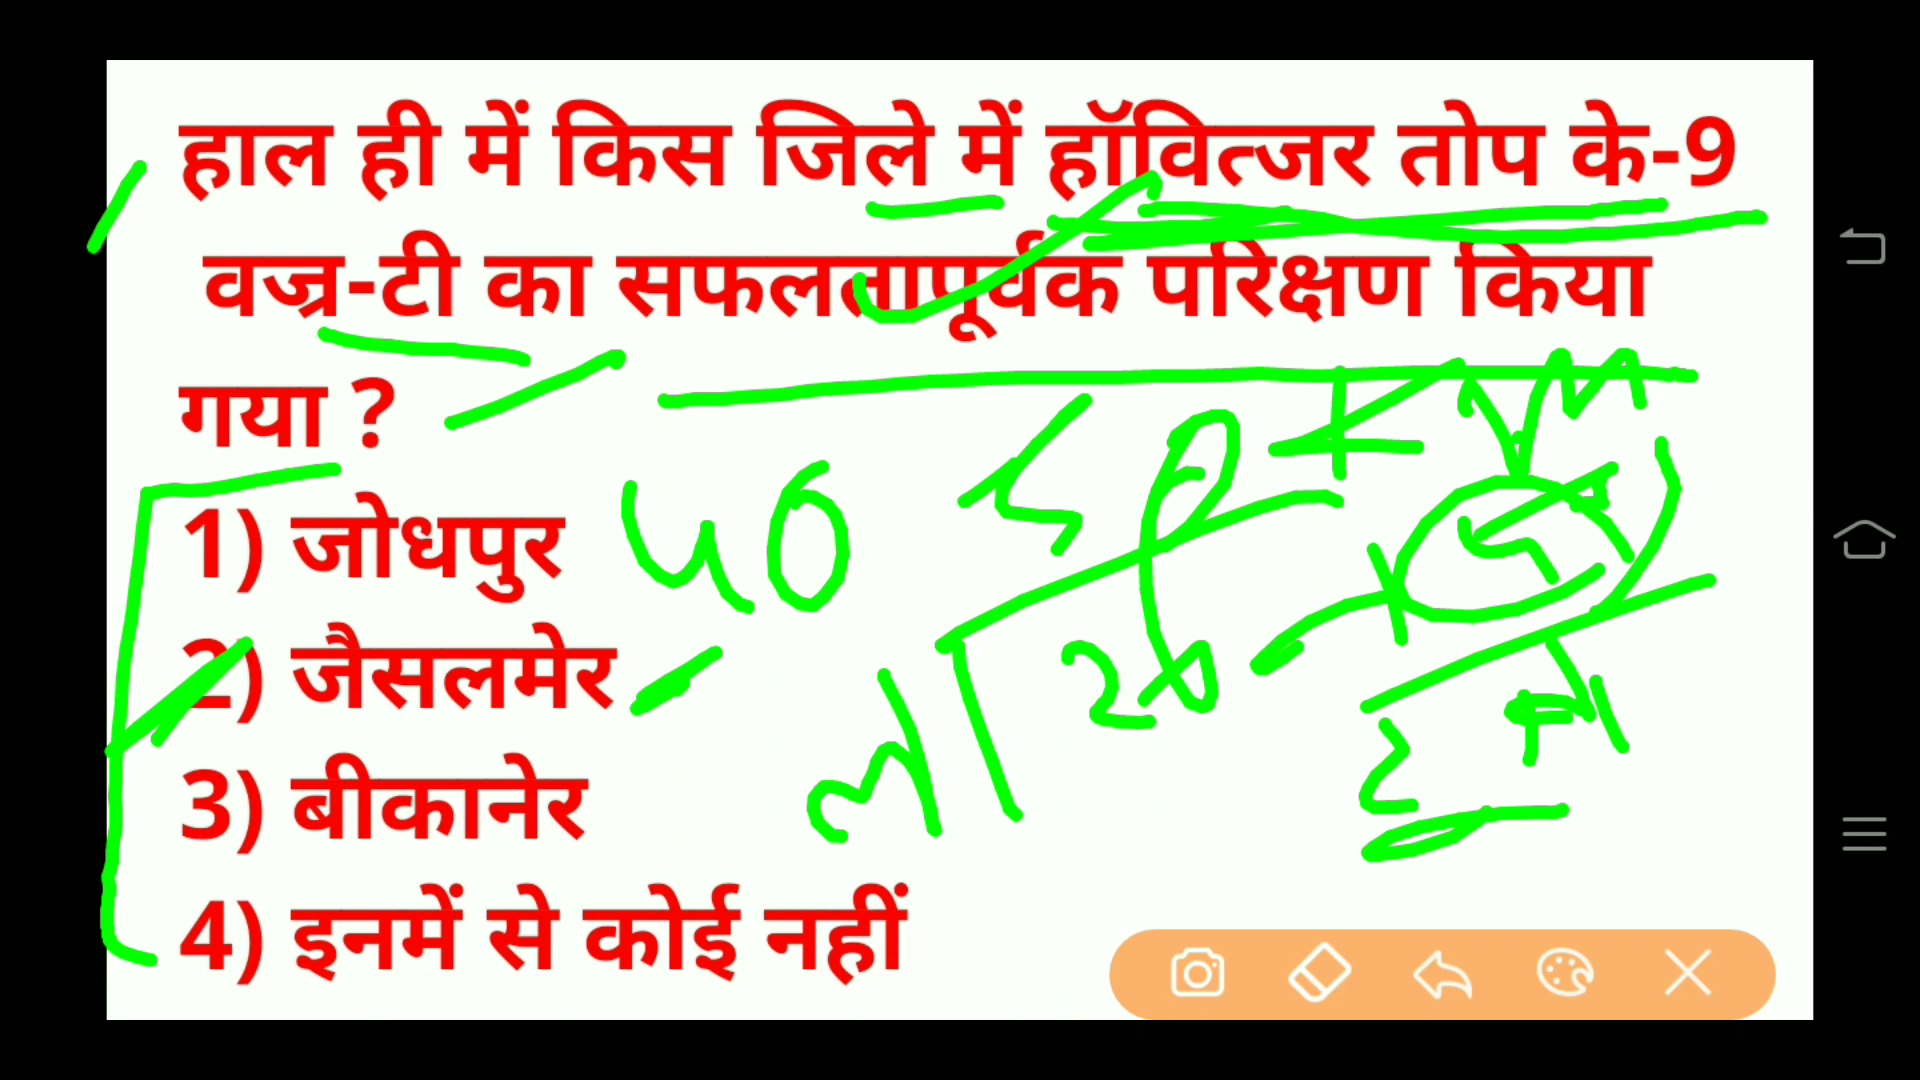 हाल ही में किस जिले में हॉवित्जर तोप के-9
वज्र-टी का सफलतापूर्वक परिक्षण किया
गया ?
1) जोधपुर
2) जैसलमेर
3) बीकानेर
4) इनमें से कोई नहीं